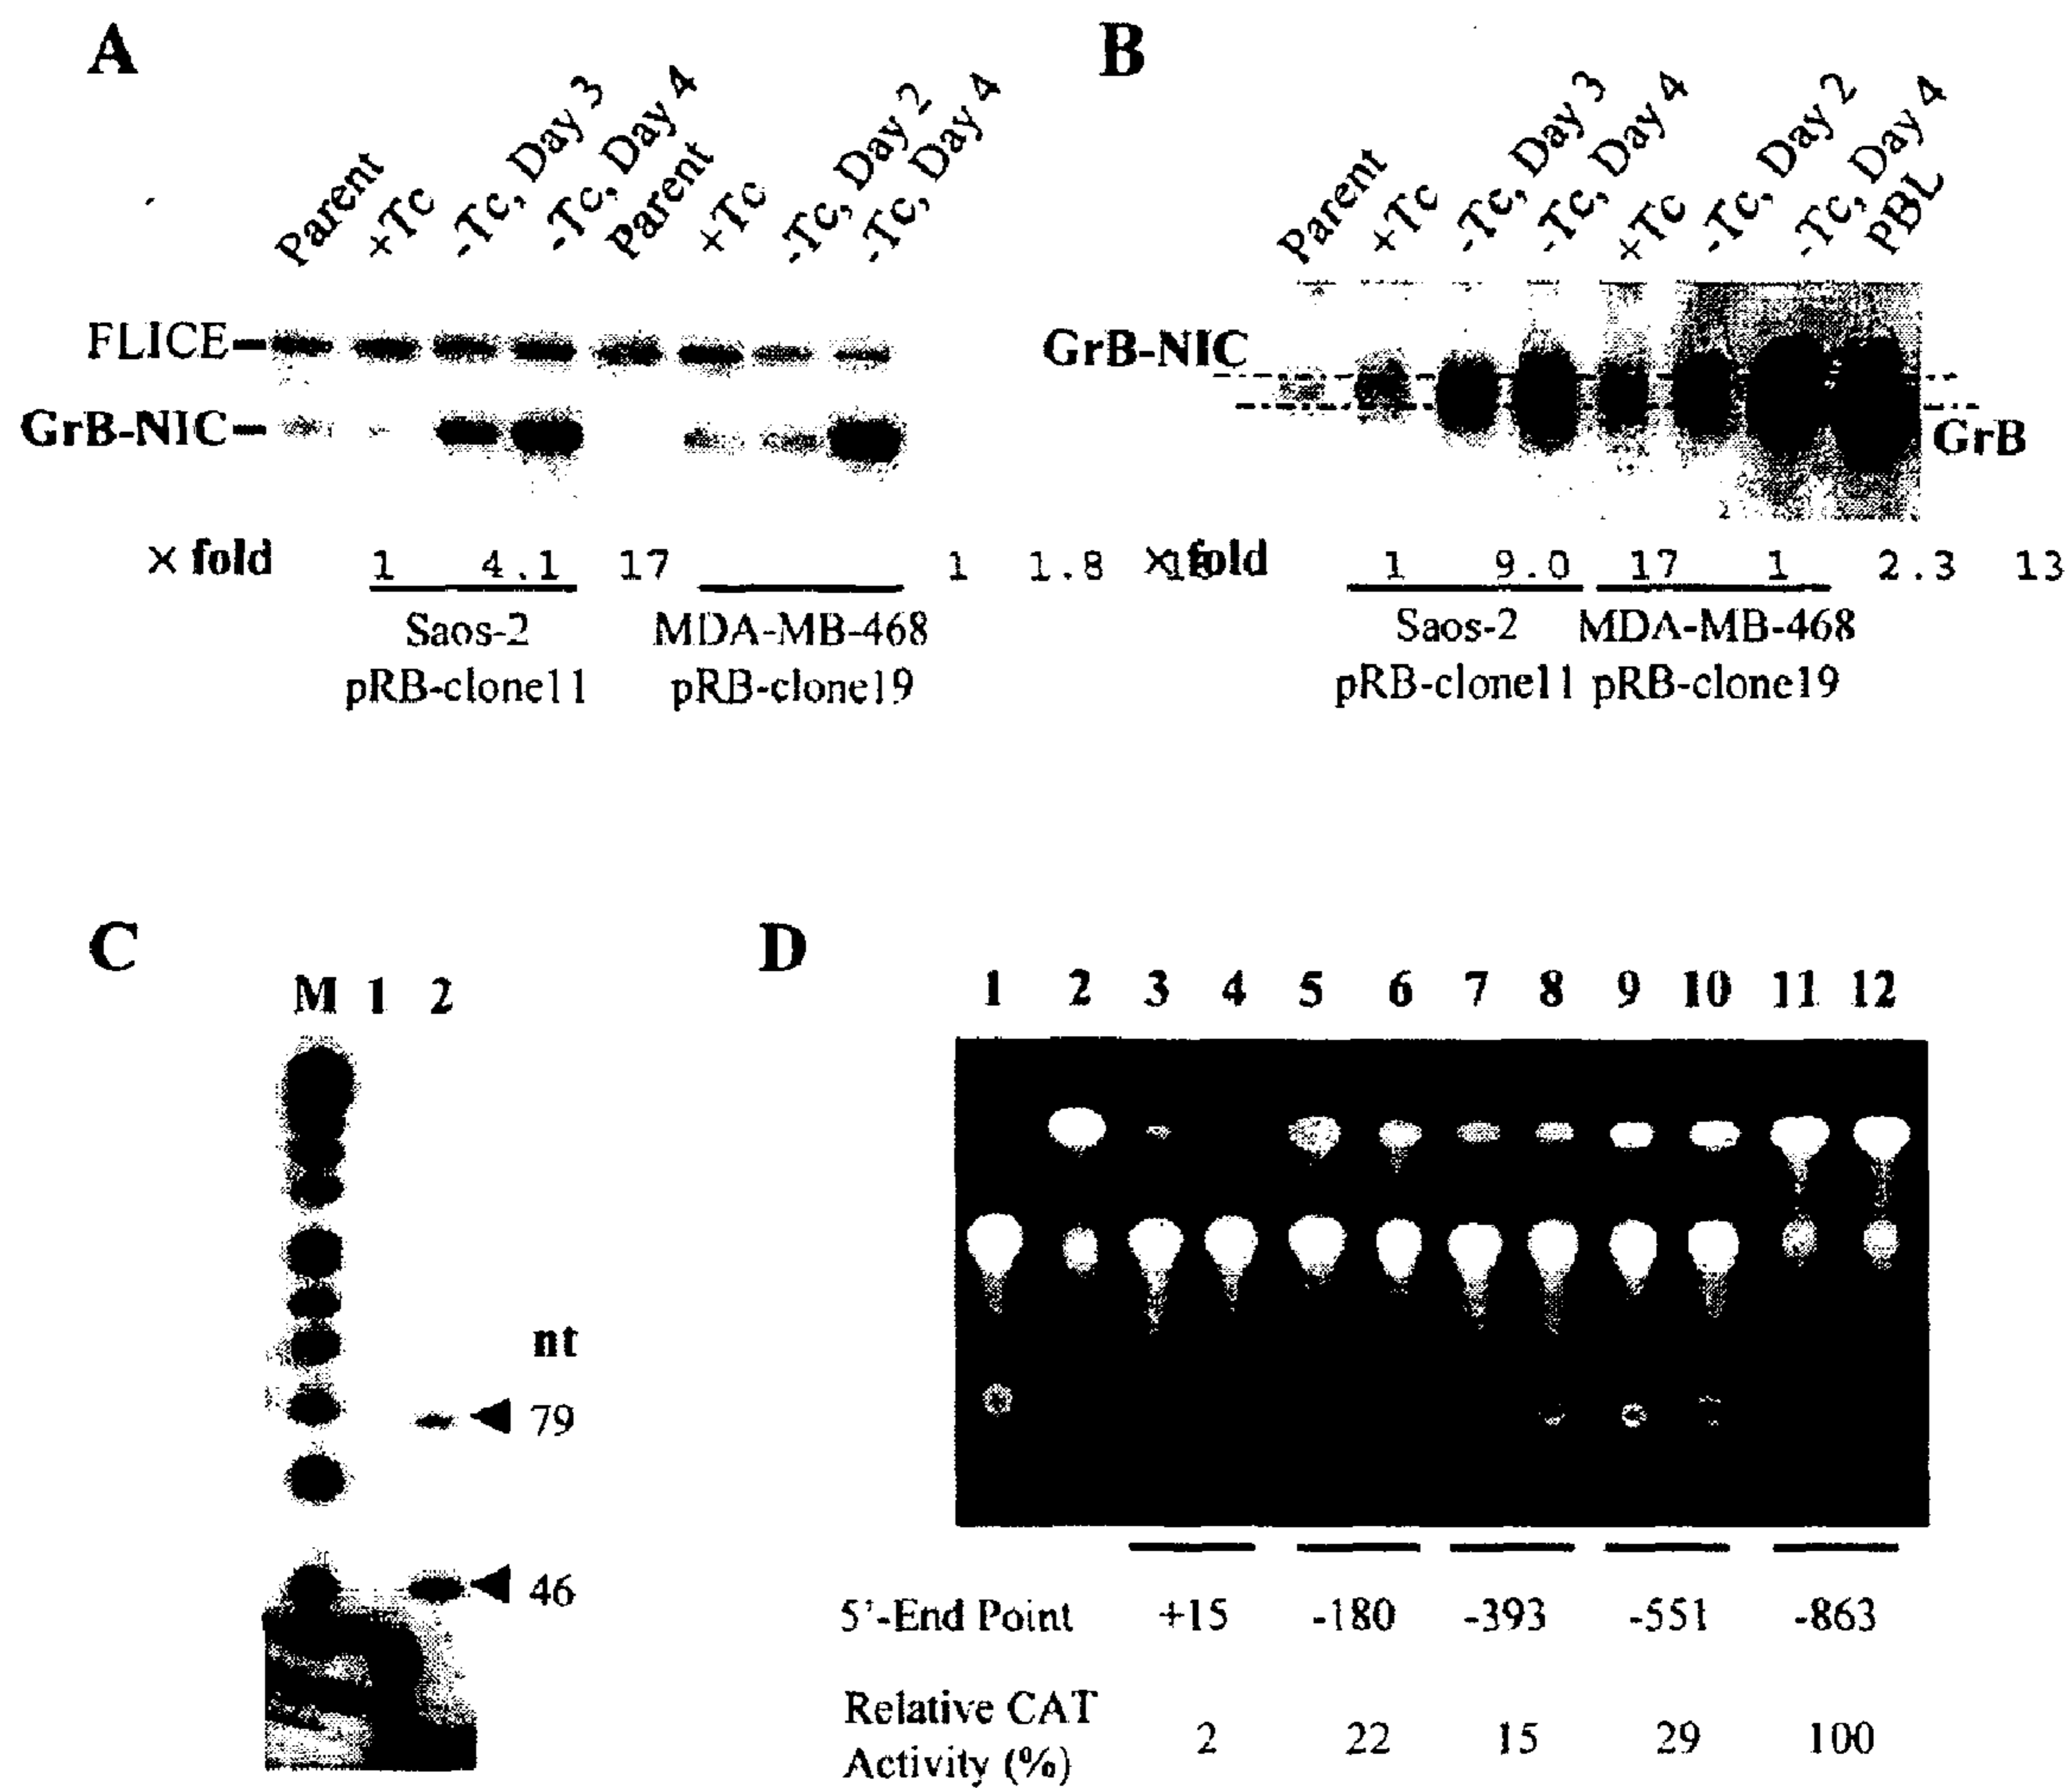 A
Parent
+Tc
-Tc, Day 3
-Tc, Day 4
Parent
+Tc
-Tc, Day 2
-Tc, Day 4
FLICE
GrB-NIC
× fold 1 4.1 17 1 1.8
Saos-2 MDA-MB-468
pRB-clone11 pRB-clone19
B
Parent
+Tc
-Tc, Day 3
-Tc, Day 4
+Tc
-Tc, Day 2
-Tc, Day 4
PBL
GrB-NIC
GrB
× fold 1 9.0 17 1 2.3 13
Saos-2 MDA-MB-468
pRB-clone11 pRB-clone19
C
M 1 2
nt
79
46
D
1 2 3 4 5 6 7 8 9 10 11 12
5'-End Point +15 -180 -393 -551 -863
Relative CAT
Activity (%) 2 22 15 29 100